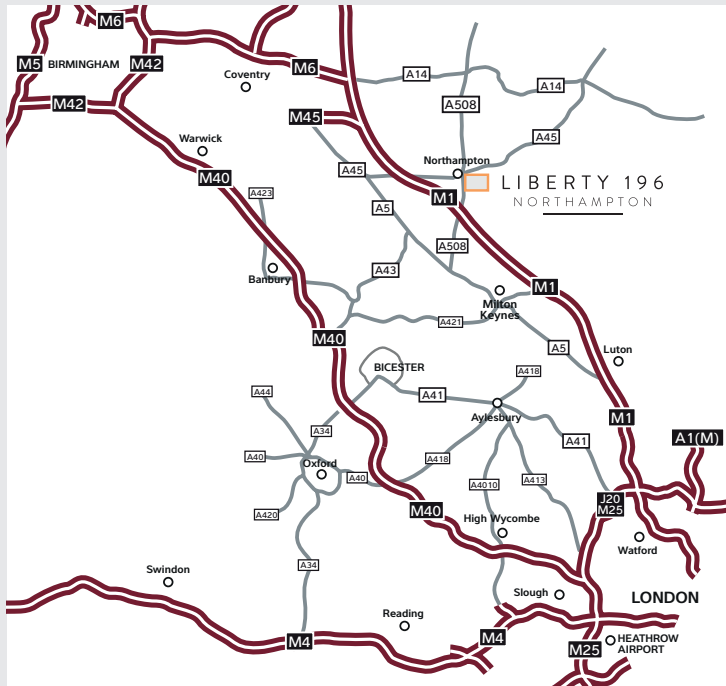 M6
M5
BIRMINGHAM
M42
M6
Coventry
A14
A14
M42
A508
M45
A45
Warwick
Northampton
A45
M40
LIBERTY 196
NORTHAMPTON
A423
M1
A5
A508
A43
Banbury
M1
Milton
Keynes
A421
M40
A5
Luton
BICESTER
A418
A44
A41
M1
Aylesbury
A34
A41
A1(M)
A40
A418
Oxford
A40
A4010
A413
J20
M25
M40
A420
High Wycombe
Watford
A34
Swindon
Slough
LONDON
Reading
M4
M4
HEATHROW
AIRPORT
M25